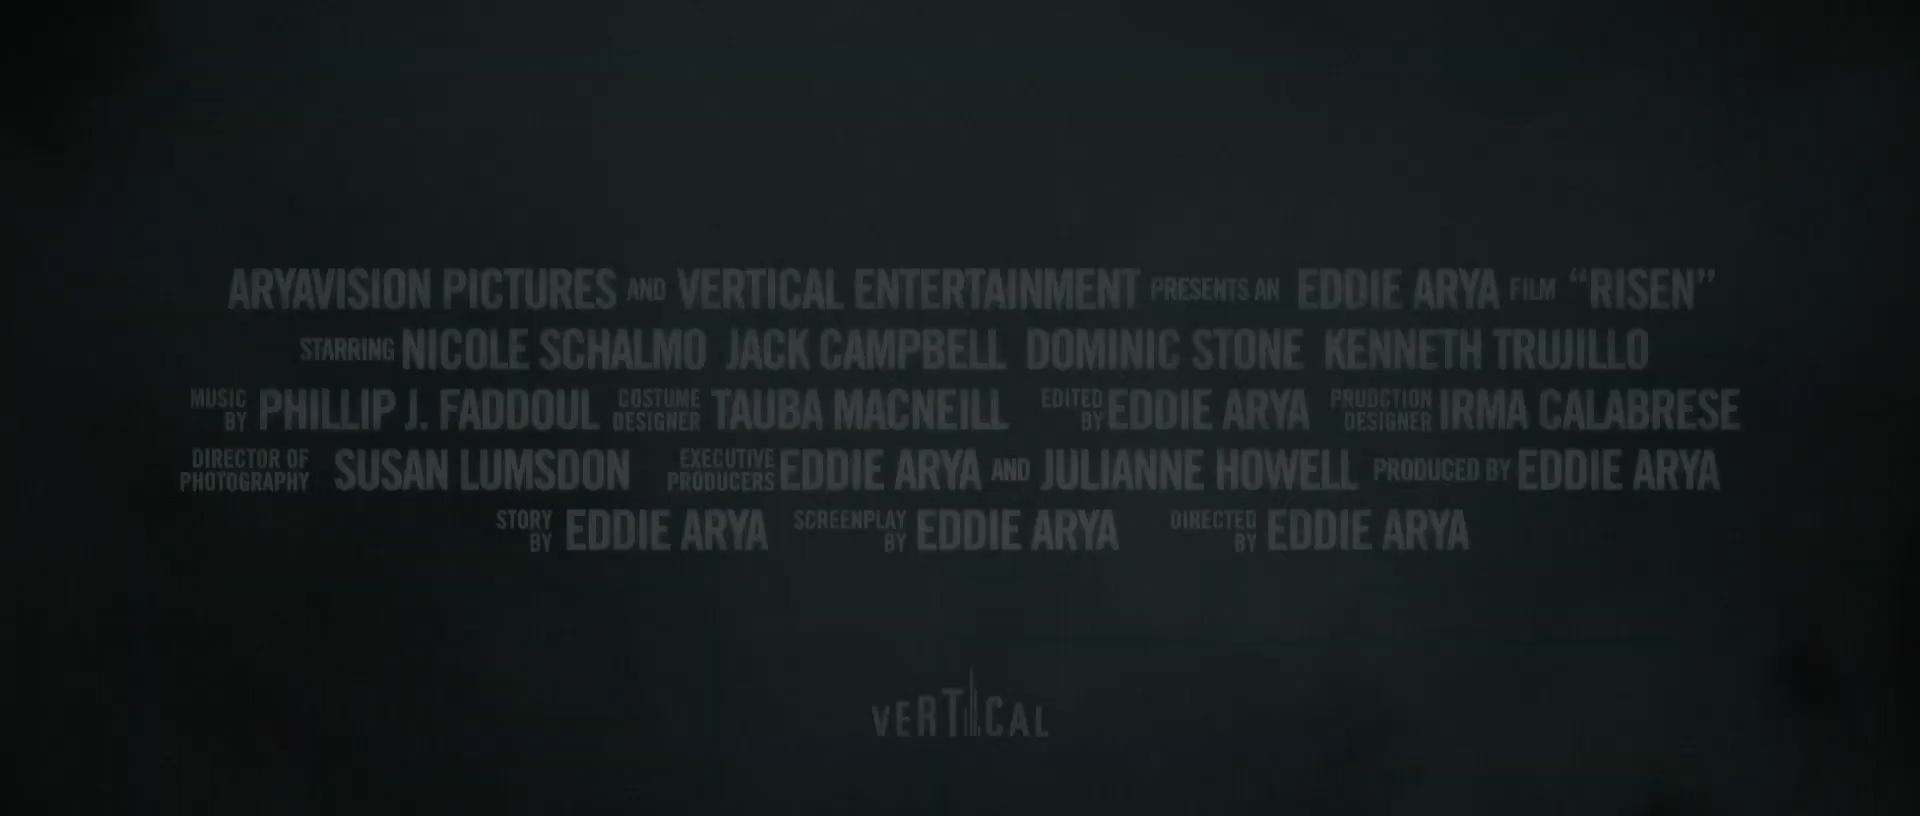 ARYAVISION PICTURES AND VERTICAL ENTERTAINMENT PRESENTS AN EDDIE ARYA FILM “RISEN”
STARRING NICOLE SCHALMO JACK CAMPBELL DOMINIC STONE KENNETH TRUJILLO
MUSIC BY PHILLIP J. FADDOUL COSTUME DESIGNER TAUBA MACNEILL EDITED BY EDDIE ARYA PRUDCTION DESIGNER IRMA CALABRESE
DIRECTOR OF PHOTOGRAPHY SUSAN LUMSDON EXECUTIVE PRODUCERS EDDIE ARYA AND JULIANNE HOWELL PRODUCED BY EDDIE ARYA
STORY BY EDDIE ARYA SCREENPLAY BY EDDIE ARYA DIRECTED BY EDDIE ARYA
VERTICAL